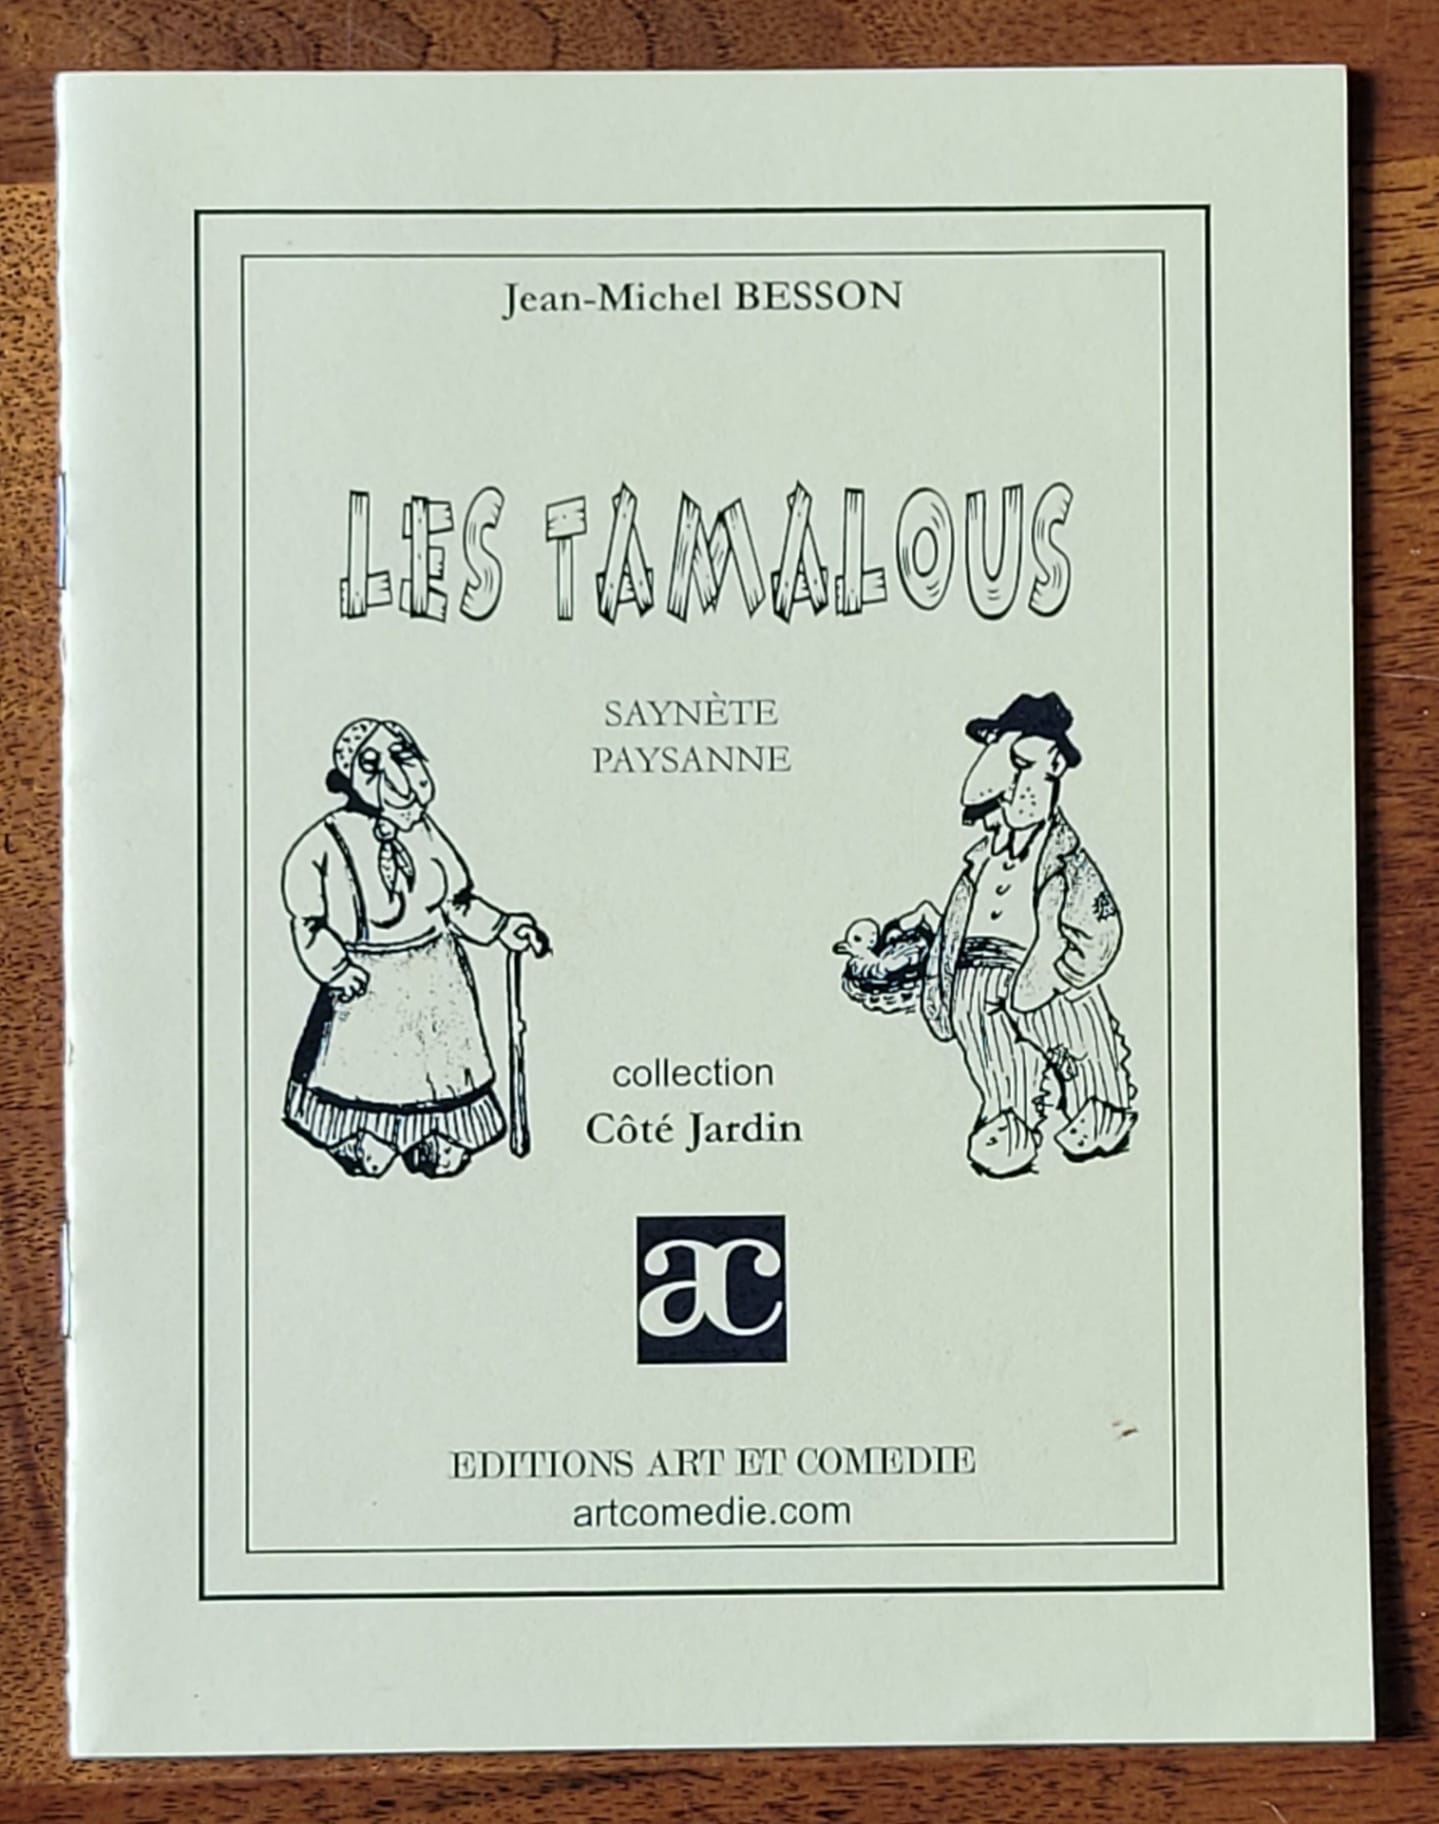 Jean-Michel BESSON
LES TAMALOUS
SAYNÈTE
PAYSANNE
collection
Côté Jardin
ac
EDITIONS ART ET COMEDIE
artcomedie.com